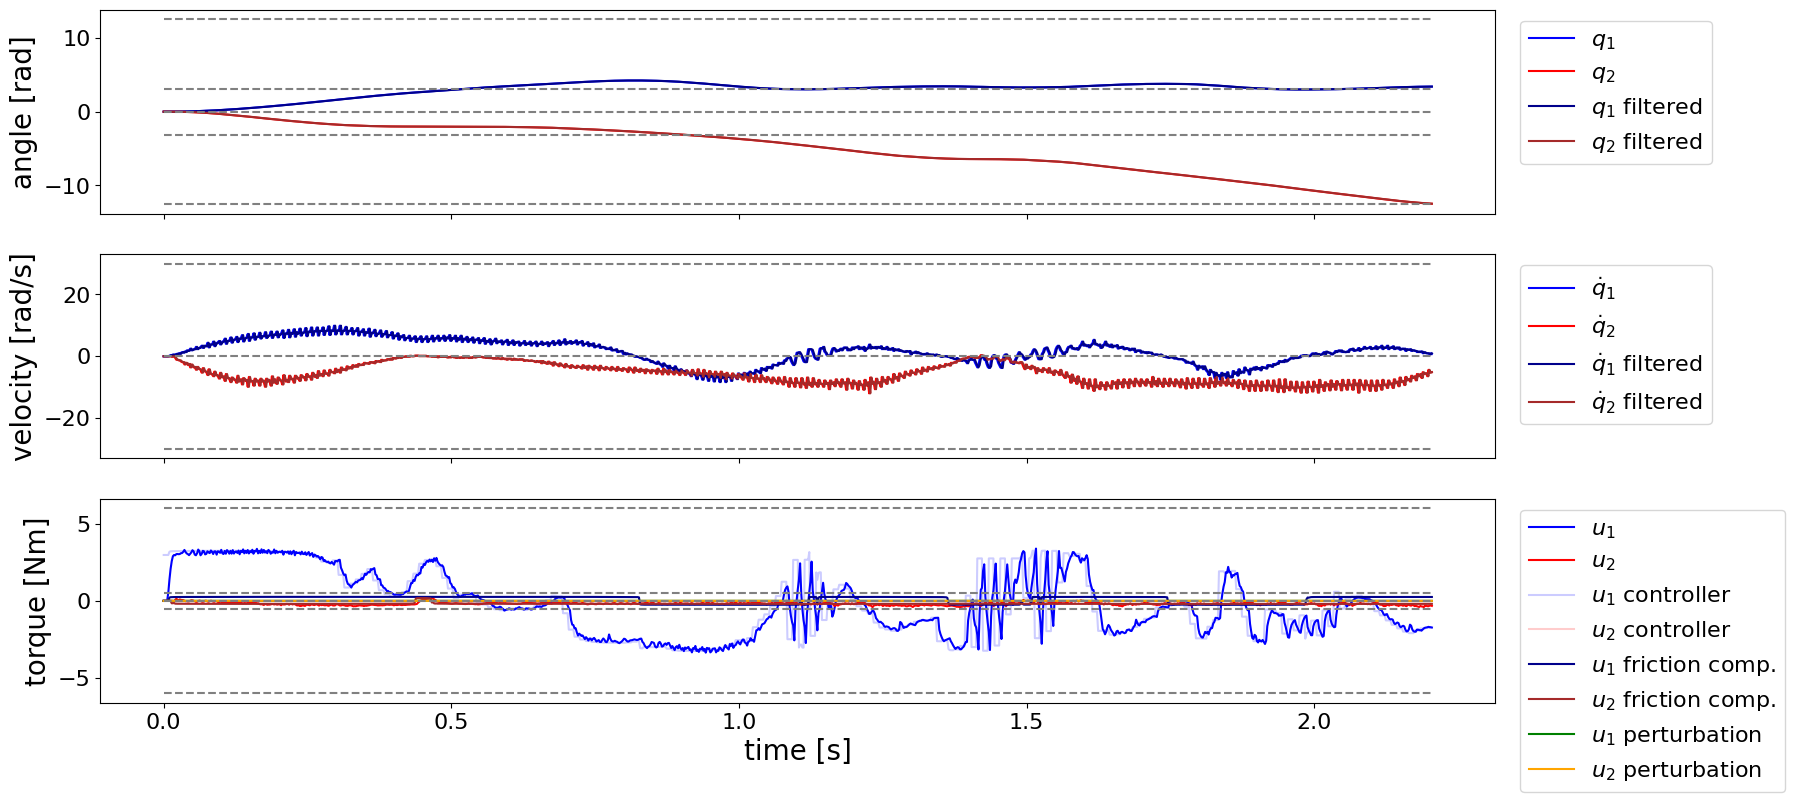 angle [rad]
10
0
−10
q₁
q₂
q₁ filtered
q₂ filtered
velocity [rad/s]
20
0
−20
q̇₁
q̇₂
q̇₁ filtered
q̇₂ filtered
torque [Nm]
5
0
−5
0.0 0.5 1.0 1.5 2.0
time [s]
u₁
u₂
u₁ controller
u₂ controller
u₁ friction comp.
u₂ friction comp.
u₁ perturbation
u₂ perturbation